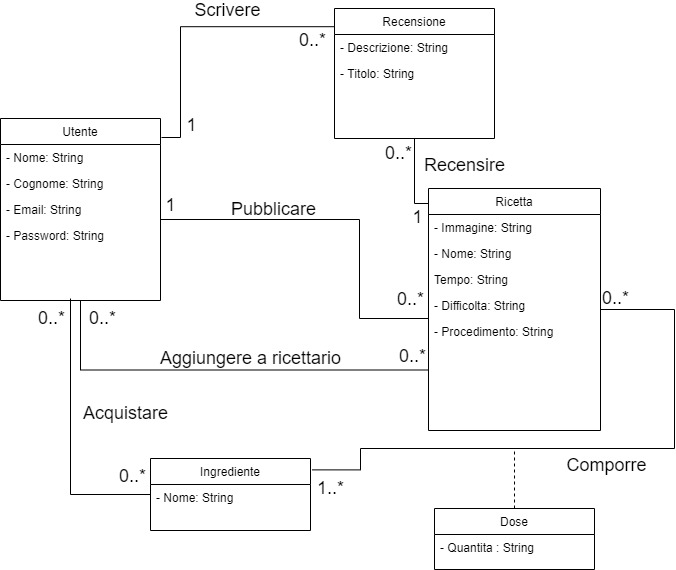 Scrivere
Recensione
- Descrizione: String
- Titolo: String
0..*
1
Utente
- Nome: String
- Cognome: String
- Email: String
- Password: String
0..*
Recensire
1
1
Pubblicare
Ricetta
- Immagine: String
- Nome: String
Tempo: String
- Difficolta: String
- Procedimento: String
0..*
0..*
0..*
0..*
Aggiungere a ricettario
0..*
Acquistare
0..*
Ingrediente
- Nome: String
1..*
Comporre
Dose
- Quantita : String